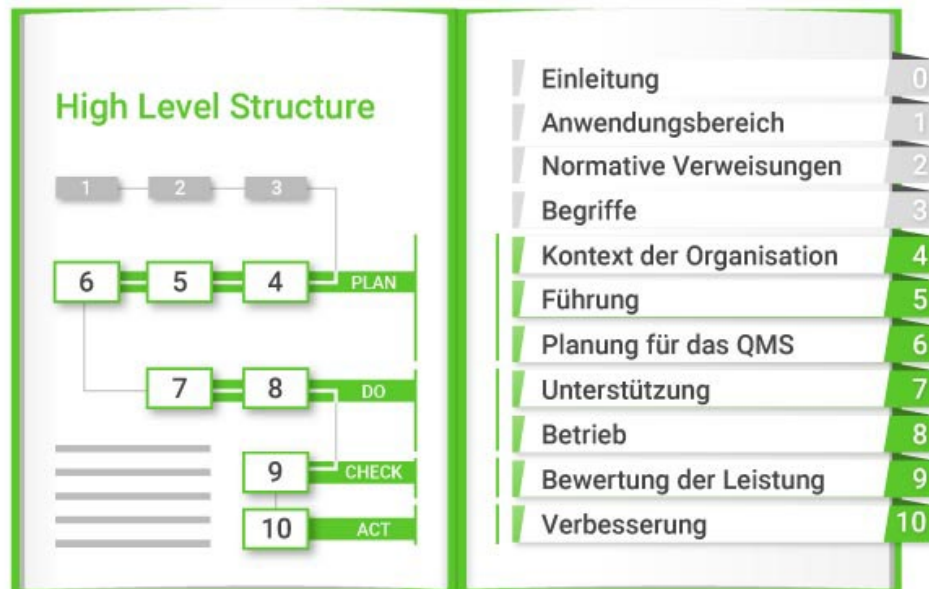 High Level Structure
1 2 3
6 5 4 PLAN
7 8 DO
9 CHECK
10 ACT
Einleitung 0
Anwendungsbereich 1
Normative Verweisungen 2
Begriffe 3
Kontext der Organisation 4
Führung 5
Planung für das QMS 6
Unterstützung 7
Betrieb 8
Bewertung der Leistung 9
Verbesserung 10